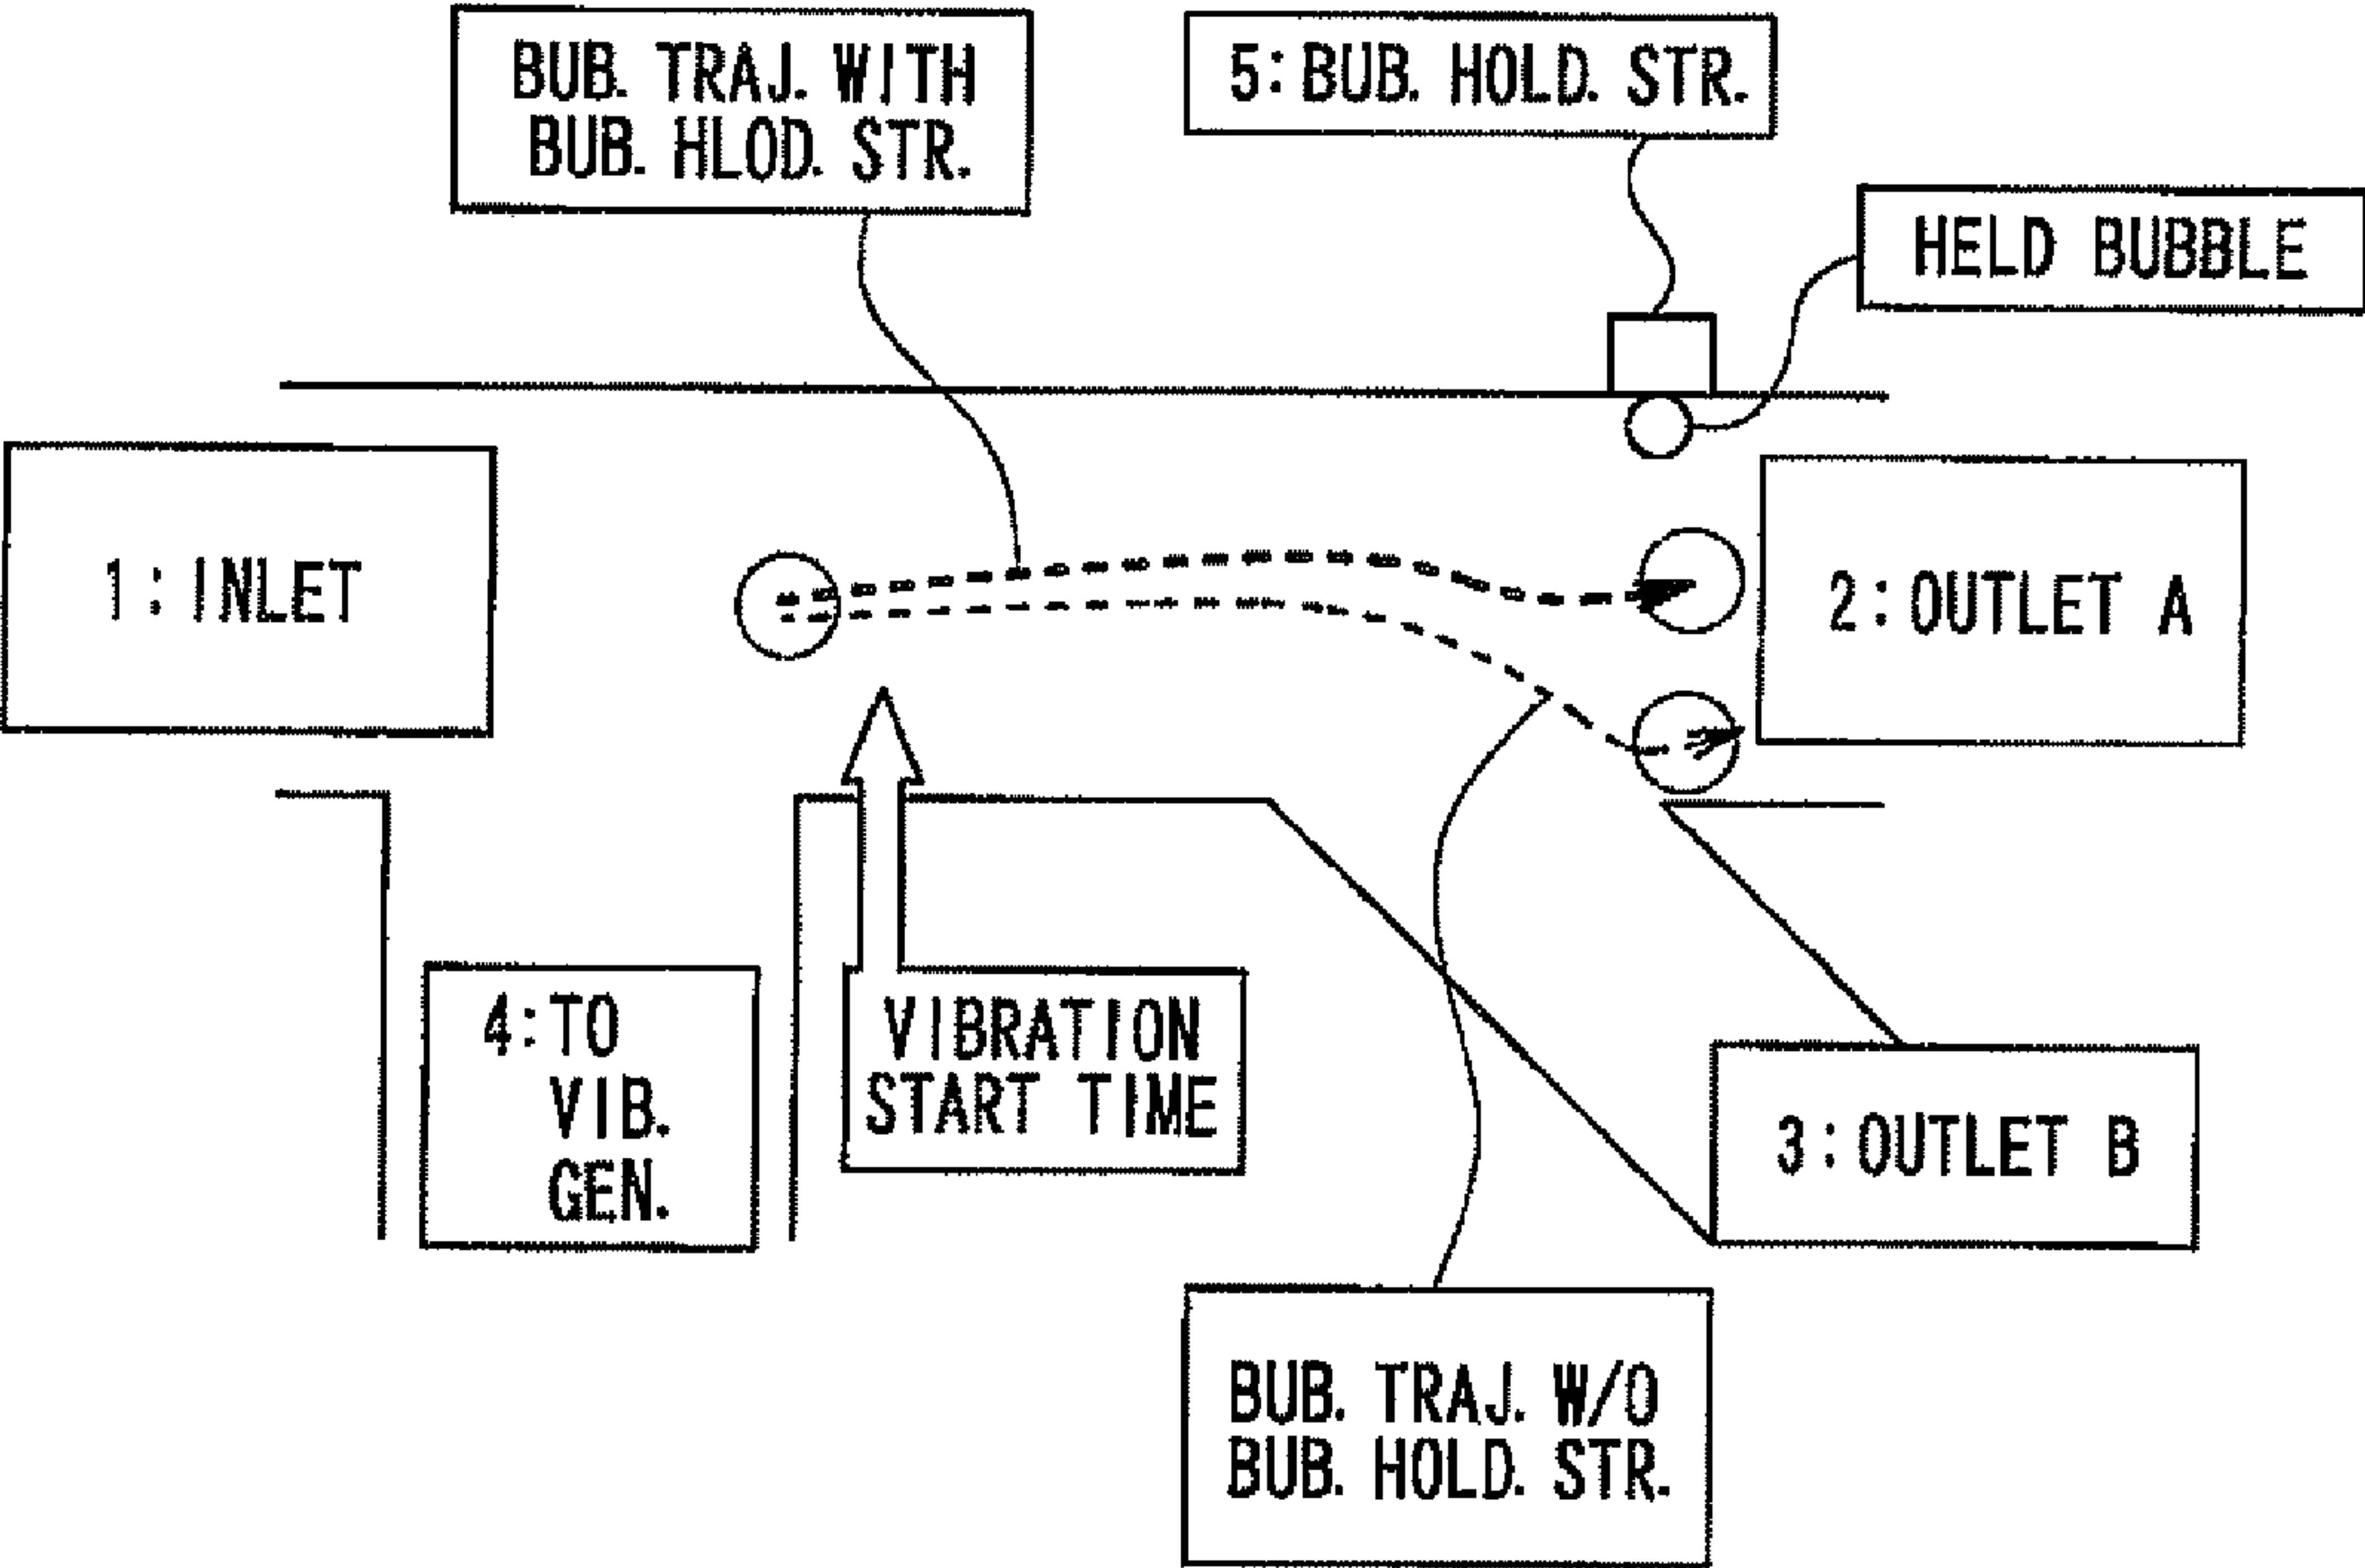 BUB. TRAJ. WITH
BUB. HLOD. STR.
5:BUB. HOLD. STR.
HELD BUBBLE
1:INLET
2:OUTLET A
4:TO
VIB.
GEN.
VIBRATION
START TIME
3:OUTLET B
BUB. TRAJ. W/O
BUB. HOLD. STR.